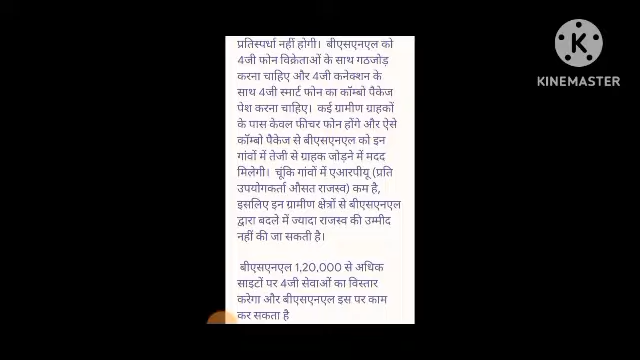 प्रतिस्पर्धा नहीं होगी। बीएसएनएल को
4जी फोन विक्रेताओं के साथ गठजोड़
करना चाहिए और 4जी कनेक्शन के
साथ 4जी स्मार्ट फोन का कॉम्बो पैकेज
पेश करना चाहिए। कई ग्रामीण ग्राहकों
के पास केवल फीचर फोन होंगे और ऐसे
कॉम्बो पैकेज से बीएसएनएल को इन
गांवों में तेजी से ग्राहक जोड़ने में मदद
मिलेगी। चूंकि गांवों में एआरपीयू (प्रति
उपयोगकर्ता औसत राजस्व) कम है,
इसलिए इन ग्रामीण क्षेत्रों से बीएसएनएल
द्वारा बदले में ज्यादा राजस्व की उम्मीद
नहीं की जा सकती है।
बीएसएनएल 1,20,000 से अधिक
साइटों पर 4जी सेवाओं का विस्तार
करेगा और बीएसएनएल इस पर काम
कर सकता है
K
KINEMASTER